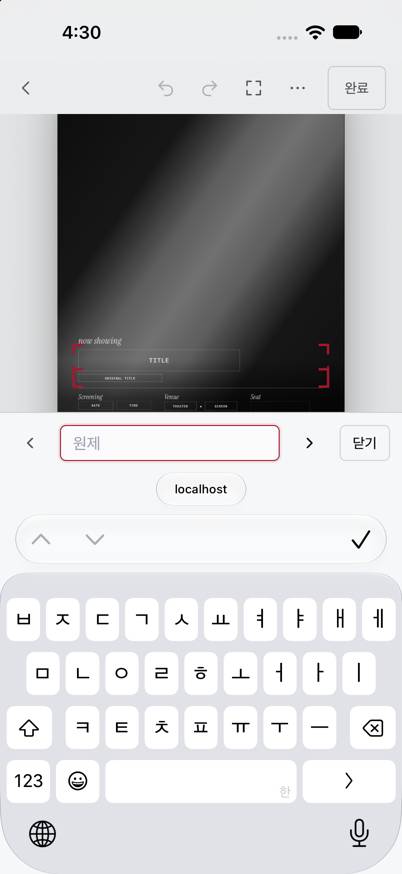 4:30
완료
now showing
TITLE
ORIGINAL TITLE
Screening Venue Seat
DATE TIME THEATER SCREEN
원제
닫기
localhost
ㅂ ㅈ ㄷ ㄱ ㅅ ㅛ ㅕ ㅑ ㅐ ㅔ
ㅁ ㄴ ㅇ ㄹ ㅎ ㅗ ㅓ ㅏ ㅣ
ㅋ ㅌ ㅊ ㅍ ㅠ ㅜ ㅡ
123 한